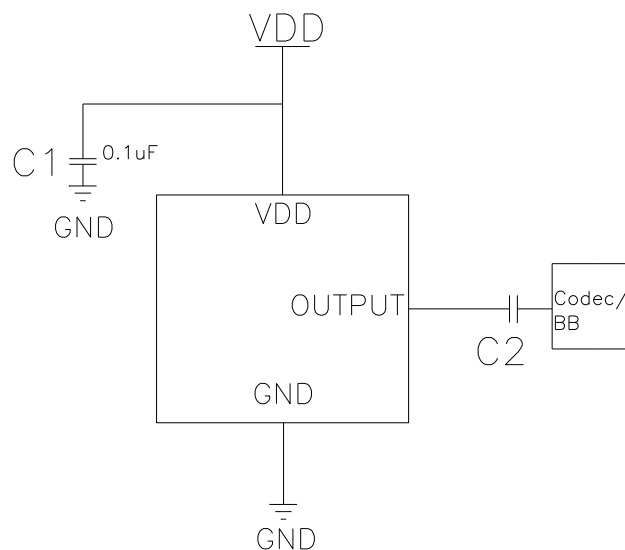 VDD
C1
0.1uF
GND
VDD
OUTPUT
Codec/
BB
C2
GND
GND